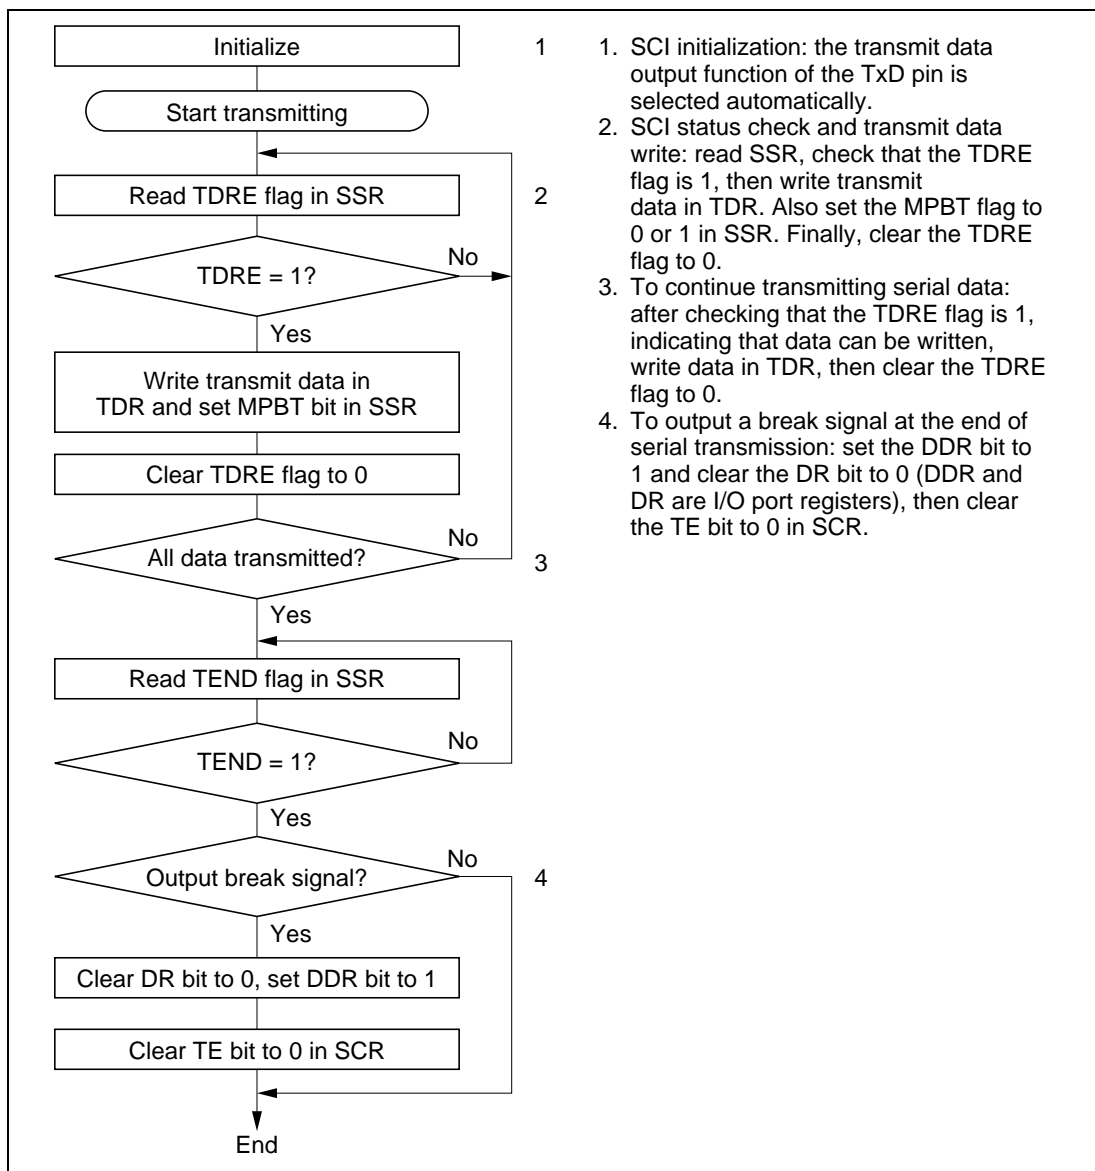 Initialize
1
Start transmitting
Read TDRE flag in SSR
2
TDRE = 1?
No
Yes
Write transmit data in
TDR and set MPBT bit in SSR
Clear TDRE flag to 0
All data transmitted?
No
3
Yes
Read TEND flag in SSR
TEND = 1?
No
Yes
Output break signal?
No
4
Yes
Clear DR bit to 0, set DDR bit to 1
Clear TE bit to 0 in SCR
End
1. SCI initialization: the transmit data
output function of the TxD pin is
selected automatically.
2. SCI status check and transmit data
write: read SSR, check that the TDRE
flag is 1, then write transmit
data in TDR. Also set the MPBT flag to
0 or 1 in SSR. Finally, clear the TDRE
flag to 0.
3. To continue transmitting serial data:
after checking that the TDRE flag is 1,
indicating that data can be written,
write data in TDR, then clear the TDRE
flag to 0.
4. To output a break signal at the end of
serial transmission: set the DDR bit to
1 and clear the DR bit to 0 (DDR and
DR are I/O port registers), then clear
the TE bit to 0 in SCR.